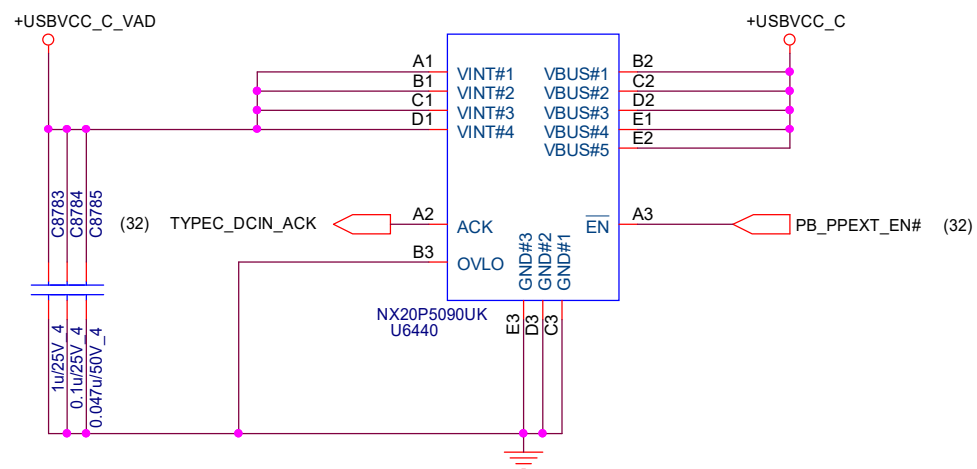 +USBVCC_C_VAD
+USBVCC_C
A1 VINT#1 VBUS#1 B2
B1 VINT#2 VBUS#2 C2
C1 VINT#3 VBUS#3 D2
D1 VINT#4 VBUS#4 E1
VBUS#5 E2
C8783
C8784
C8785
(32) TYPEC_DCIN_ACK A2 ACK EN A3 PB_PPEXT_EN# (32)
B3 OVLO
GND#3
GND#2
GND#1
NX20P5090UK
U6440
E3
D3
C3
1u/25V_4
0.1u/25V_4
0.047u/50V_4